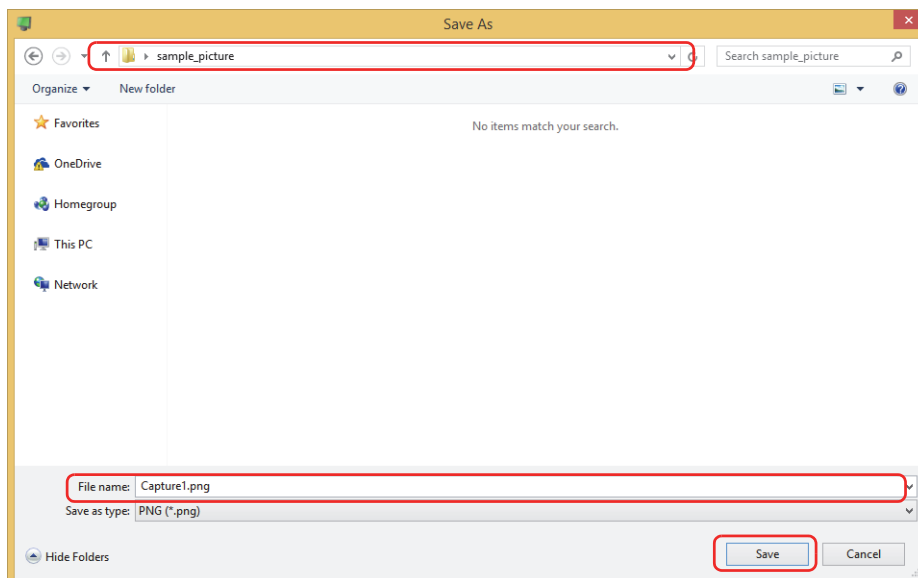 Save As
sample_picture
Search sample_picture
Organize New folder
Favorites
No items match your search.
OneDrive
Homegroup
This PC
Network
File name: Capture1.png
Save as type: PNG (*.png)
Hide Folders Save Cancel